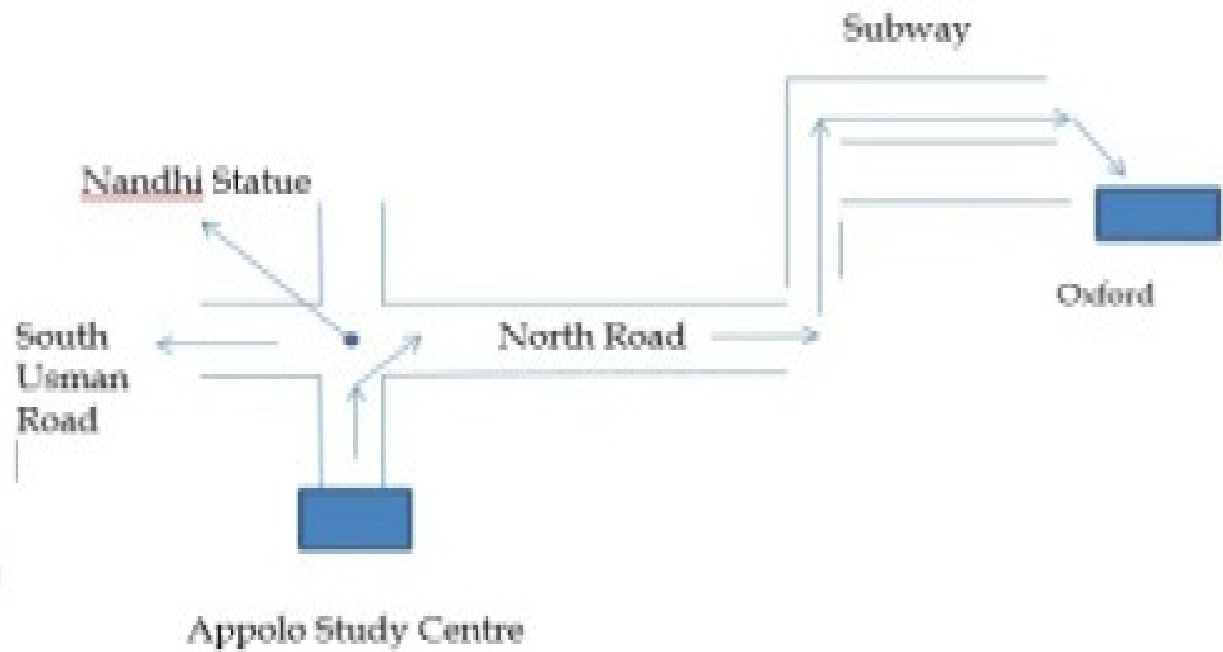 Subway
Nandhi Statue
Oxford
South
Usman
Road
North Road
Appolo Study Centre